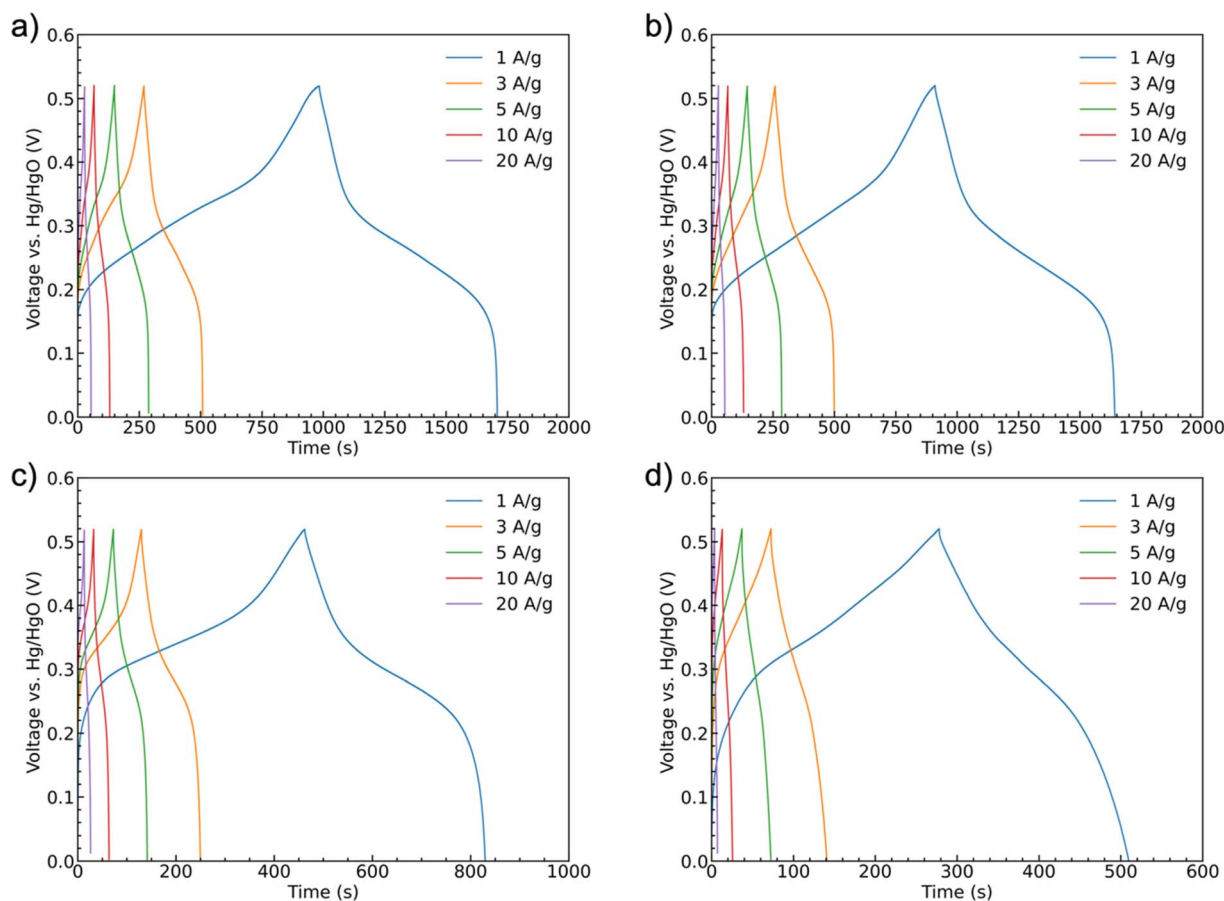 a)
Voltage vs. Hg/HgO (V)
0.6
0.5
0.4
0.3
0.2
0.1
0.0
1 A/g
3 A/g
5 A/g
10 A/g
20 A/g
0 250 500 750 1000 1250 1500 1750 2000
Time (s)
b)
Voltage vs. Hg/HgO (V)
0.6
0.5
0.4
0.3
0.2
0.1
0.0
1 A/g
3 A/g
5 A/g
10 A/g
20 A/g
0 250 500 750 1000 1250 1500 1750 2000
Time (s)
c)
Voltage vs. Hg/HgO (V)
0.6
0.5
0.4
0.3
0.2
0.1
0.0
1 A/g
3 A/g
5 A/g
10 A/g
20 A/g
0 200 400 600 800 1000
Time (s)
d)
Voltage vs. Hg/HgO (V)
0.6
0.5
0.4
0.3
0.2
0.1
0.0
1 A/g
3 A/g
5 A/g
10 A/g
20 A/g
0 100 200 300 400 500 600
Time (s)